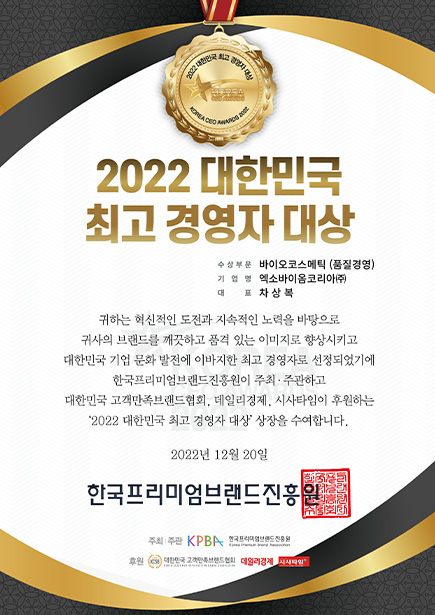 2022 대한민국 최고 경영자 대상
KOREA CEO AWARDS 2022
2022 대한민국
최고 경영자 대상
수상부문 바이오코스메틱 (품질경영)
기업명 엑소바이옴코리아㈜
대표 차상복
귀하는 혁신적인 도전과 지속적인 노력을 바탕으로
귀사의 브랜드를 깨끗하고 품격 있는 이미지로 향상시키고
대한민국 기업 문화 발전에 이바지한 최고 경영자로 선정되었기에
한국프리미엄브랜드진흥원이 주최·주관하고
대한민국 고객만족브랜드협회, 데일리경제, 시사타임이 후원하는
‘2022 대한민국 최고 경영자 대상’ 상장을 수여합니다.
2022년 12월 20일
한국프리미엄브랜드진흥원
주최|주관 KPBA 한국프리미엄브랜드진흥원
Korea Premium Brand Association
후원 대한민국 고객만족브랜드협회 데일리경제 시사타임